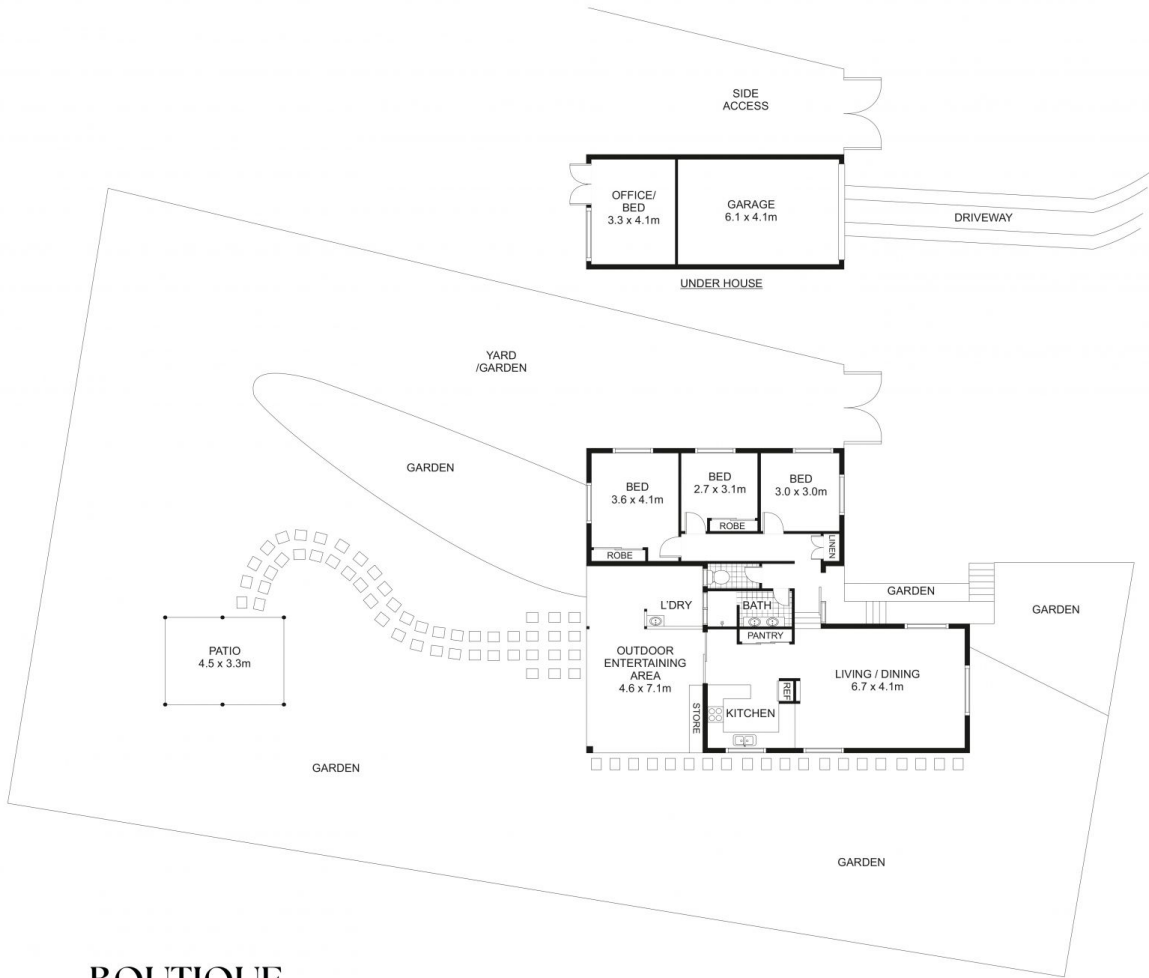 SIDE
ACCESS
OFFICE/
BED
3.3 x 4.1m
GARAGE
6.1 x 4.1m
DRIVEWAY
UNDER HOUSE
YARD
/GARDEN
GARDEN
BED
3.6 x 4.1m
BED
2.7 x 3.1m
BED
3.0 x 3.0m
ROBE
ROBE
LINEN
GARDEN
GARDEN
L'DRY
BATH
PANTRY
PATIO
4.5 x 3.3m
OUTDOOR
ENTERTAINING
AREA
4.6 x 7.1m
STORE
KITCHEN
REF
LIVING / DINING
6.7 x 4.1m
GARDEN
GARDEN
BOUTIQUE